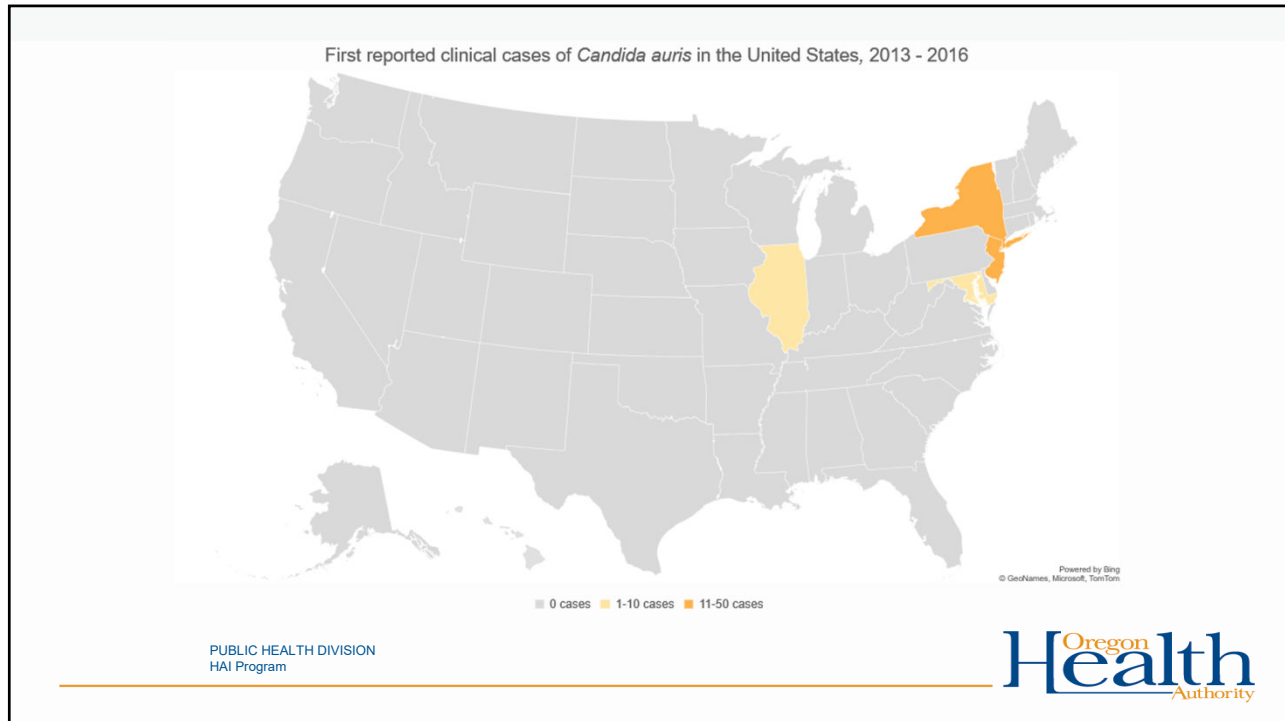 First reported clinical cases of Candida auris in the United States, 2013 - 2016
Powered by Bing
© GeoNames, Microsoft, TomTom
0 cases 1-10 cases 11-50 cases
PUBLIC HEALTH DIVISION
HAI Program
Oregon
Health
Authority